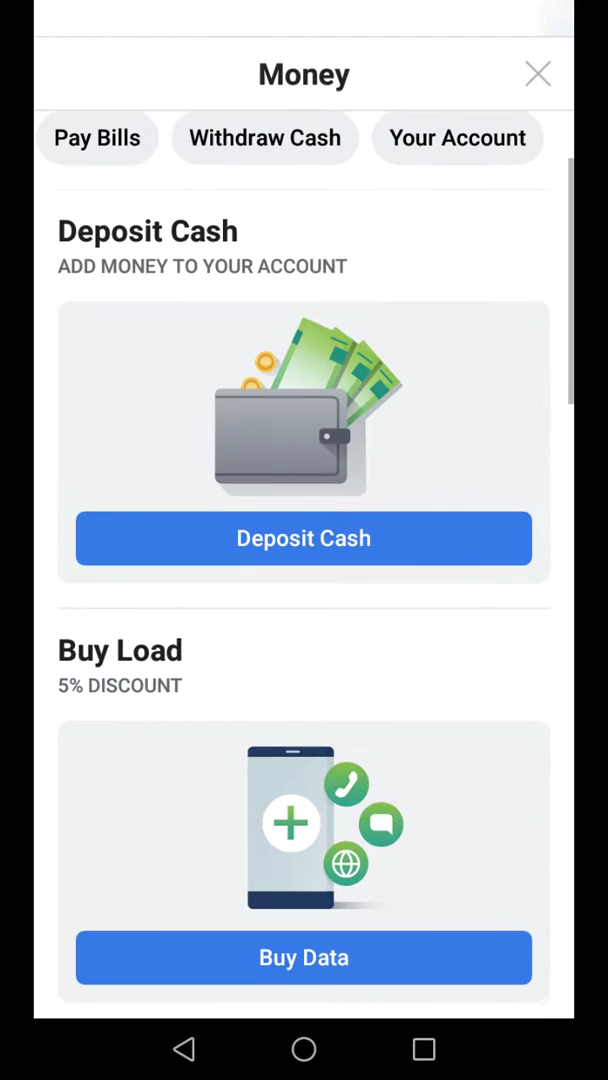 Money
Pay Bills Withdraw Cash Your Account
Deposit Cash
ADD MONEY TO YOUR ACCOUNT
Deposit Cash
Buy Load
5% DISCOUNT
Buy Data